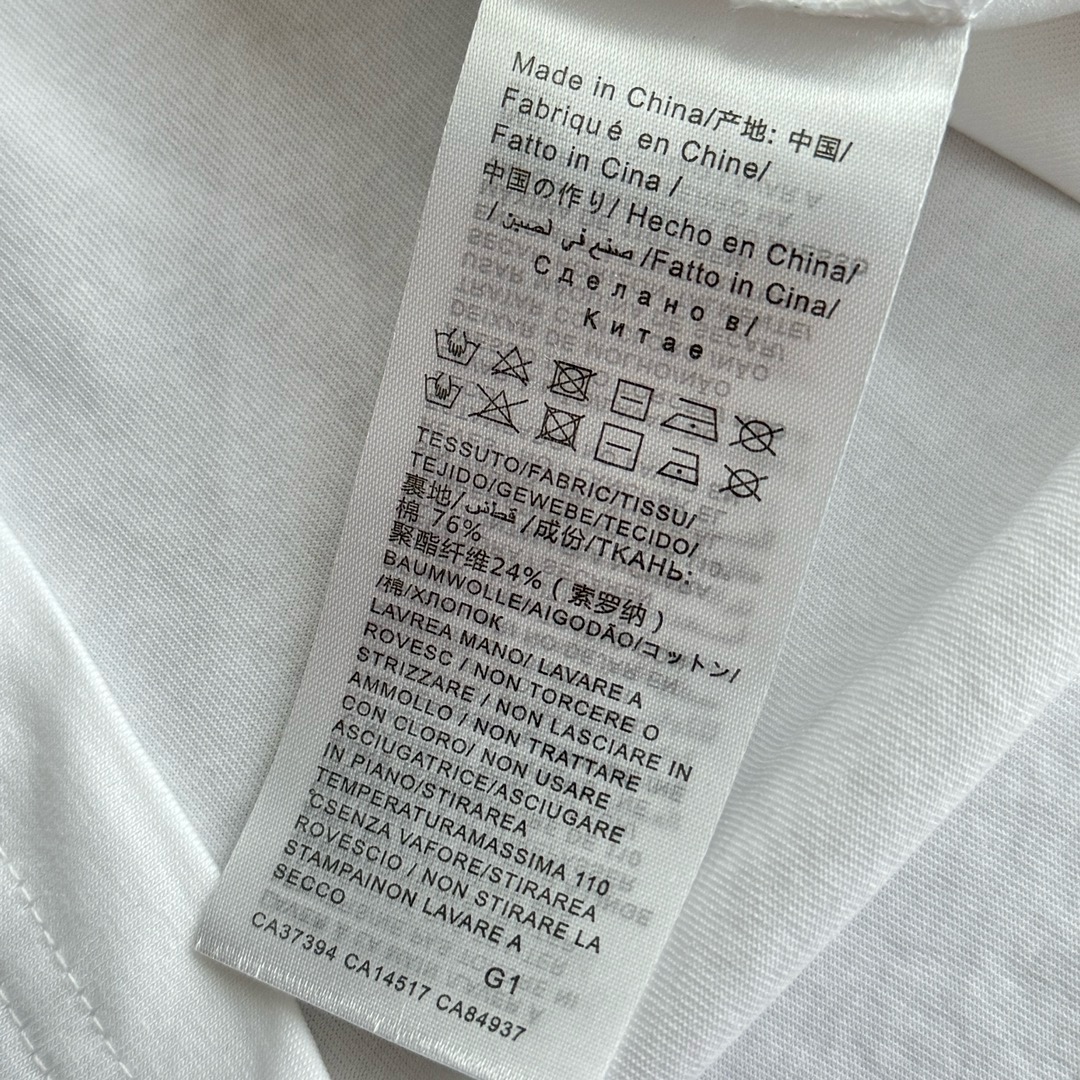 Made in China/产地: 中国/
Fabriqué en Chine/
Fatto in Cina /
中国の作り/ Hecho en China/
صنع في لصين /Fatto in Cina/
Сделано в/
Китае
TESSUTO/FABRIC/TISSU/
TEJIDO/GEWEBE/TECIDO/
裹地/قطاش /成份/ТКАНЬ:
棉 76%
聚酯纤维24% ( 索罗纳 )
BAUMWOLLE/AIGODÃO/コットン/
/棉/ХЛОПОК
LAVREA MANO/ LAVARE A
ROVESC / NON TORCERE O
STRIZZARE / NON LASCIARE IN
AMMOLLO / NON TRATTARE
CON CLORO/ NON USARE
ASCIUGATRICE/ASCIUGARE
IN PIANO/STIRAREA
TEMPERATURAMASSIMA 110
°CSENZA VAFORE/STIRAREA
ROVESCIO / NON STIRARE LA
STAMPAINON LAVARE A
SECCO
G1
CA37394 CA14517 CA84937